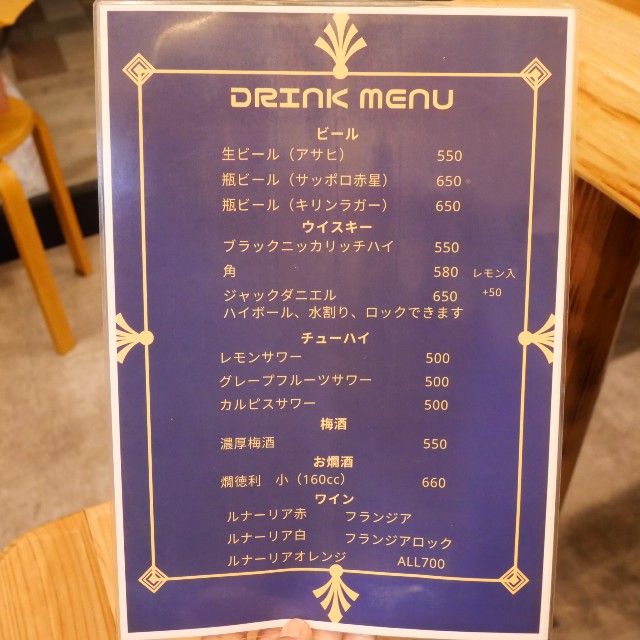 DRINK MENU
ビール
生ビール（アサヒ） 550
瓶ビール（サッポロ赤星） 650
瓶ビール（キリンラガー） 650
ウイスキー
ブラックニッカリッチハイ 550
角 580 レモン入
ジャックダニエル 650 +50
ハイボール、水割り、ロックできます
チューハイ
レモンサワー 500
グレープフルーツサワー 500
カルピスサワー 500
梅酒
濃厚梅酒 550
お燗酒
燗徳利 小（160cc） 660
ワイン
ルナーリア赤 フランジア
ルナーリア白 フランジアロック
ルナーリアオレンジ ALL700